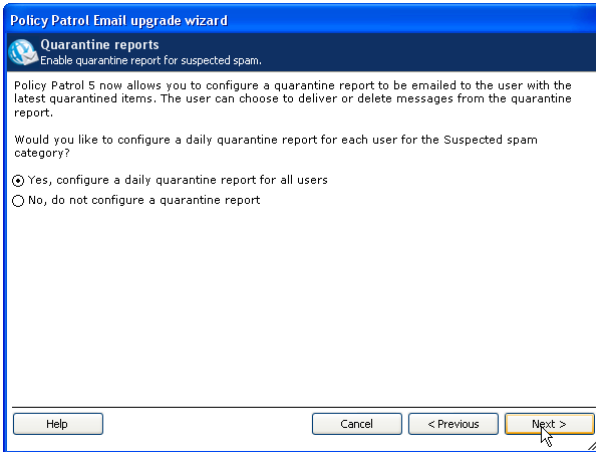 Policy Patrol Email upgrade wizard
Quarantine reports
Enable quarantine report for suspected spam.
Policy Patrol 5 now allows you to configure a quarantine report to be emailed to the user with the
latest quarantined items. The user can choose to deliver or delete messages from the quarantine
report.
Would you like to configure a daily quarantine report for each user for the Suspected spam
category?
Yes, configure a daily quarantine report for all users
No, do not configure a quarantine report
Help
Cancel
< Previous
Next >